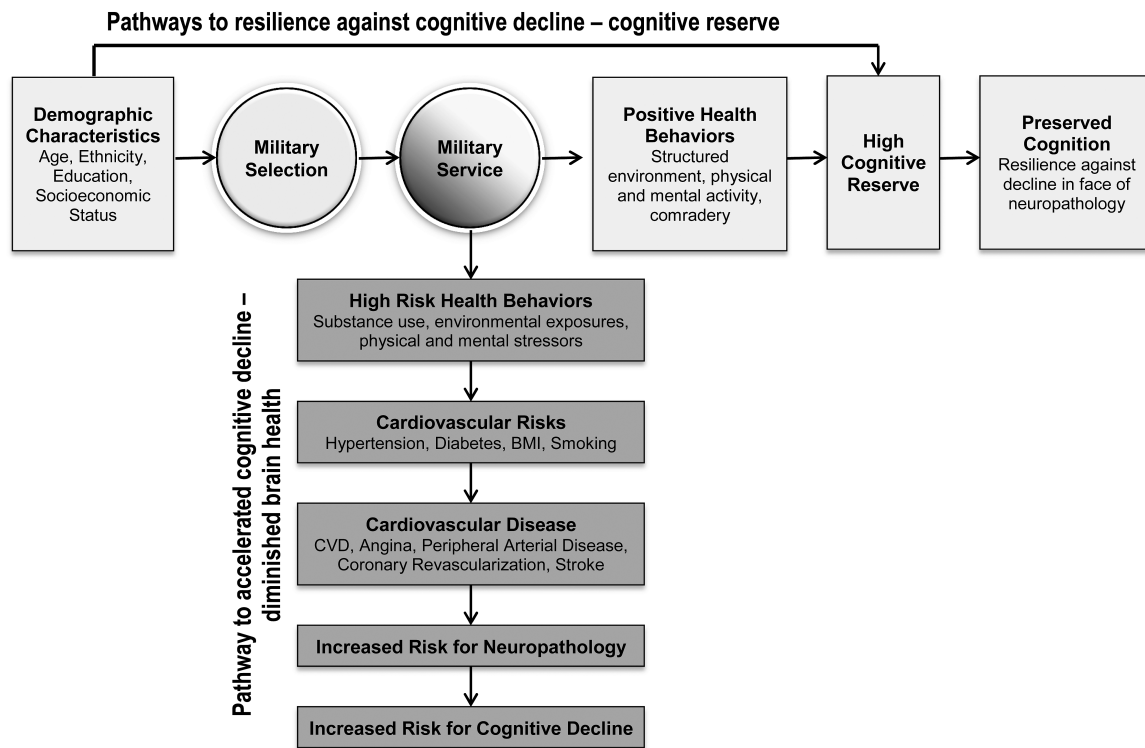 Pathways to resilience against cognitive decline – cognitive reserve
Demographic
Characteristics
Age, Ethnicity,
Education,
Socioeconomic
Status
Military
Selection
Military
Service
Positive Health
Behaviors
Structured
environment, physical
and mental activity,
comradery
High
Cognitive
Reserve
Preserved
Cognition
Resilience against
decline in face of
neuropathology
Pathway to accelerated cognitive decline –
diminished brain health
High Risk Health Behaviors
Substance use, environmental exposures,
physical and mental stressors
Cardiovascular Risks
Hypertension, Diabetes, BMI, Smoking
Cardiovascular Disease
CVD, Angina, Peripheral Arterial Disease,
Coronary Revascularization, Stroke
Increased Risk for Neuropathology
Increased Risk for Cognitive Decline